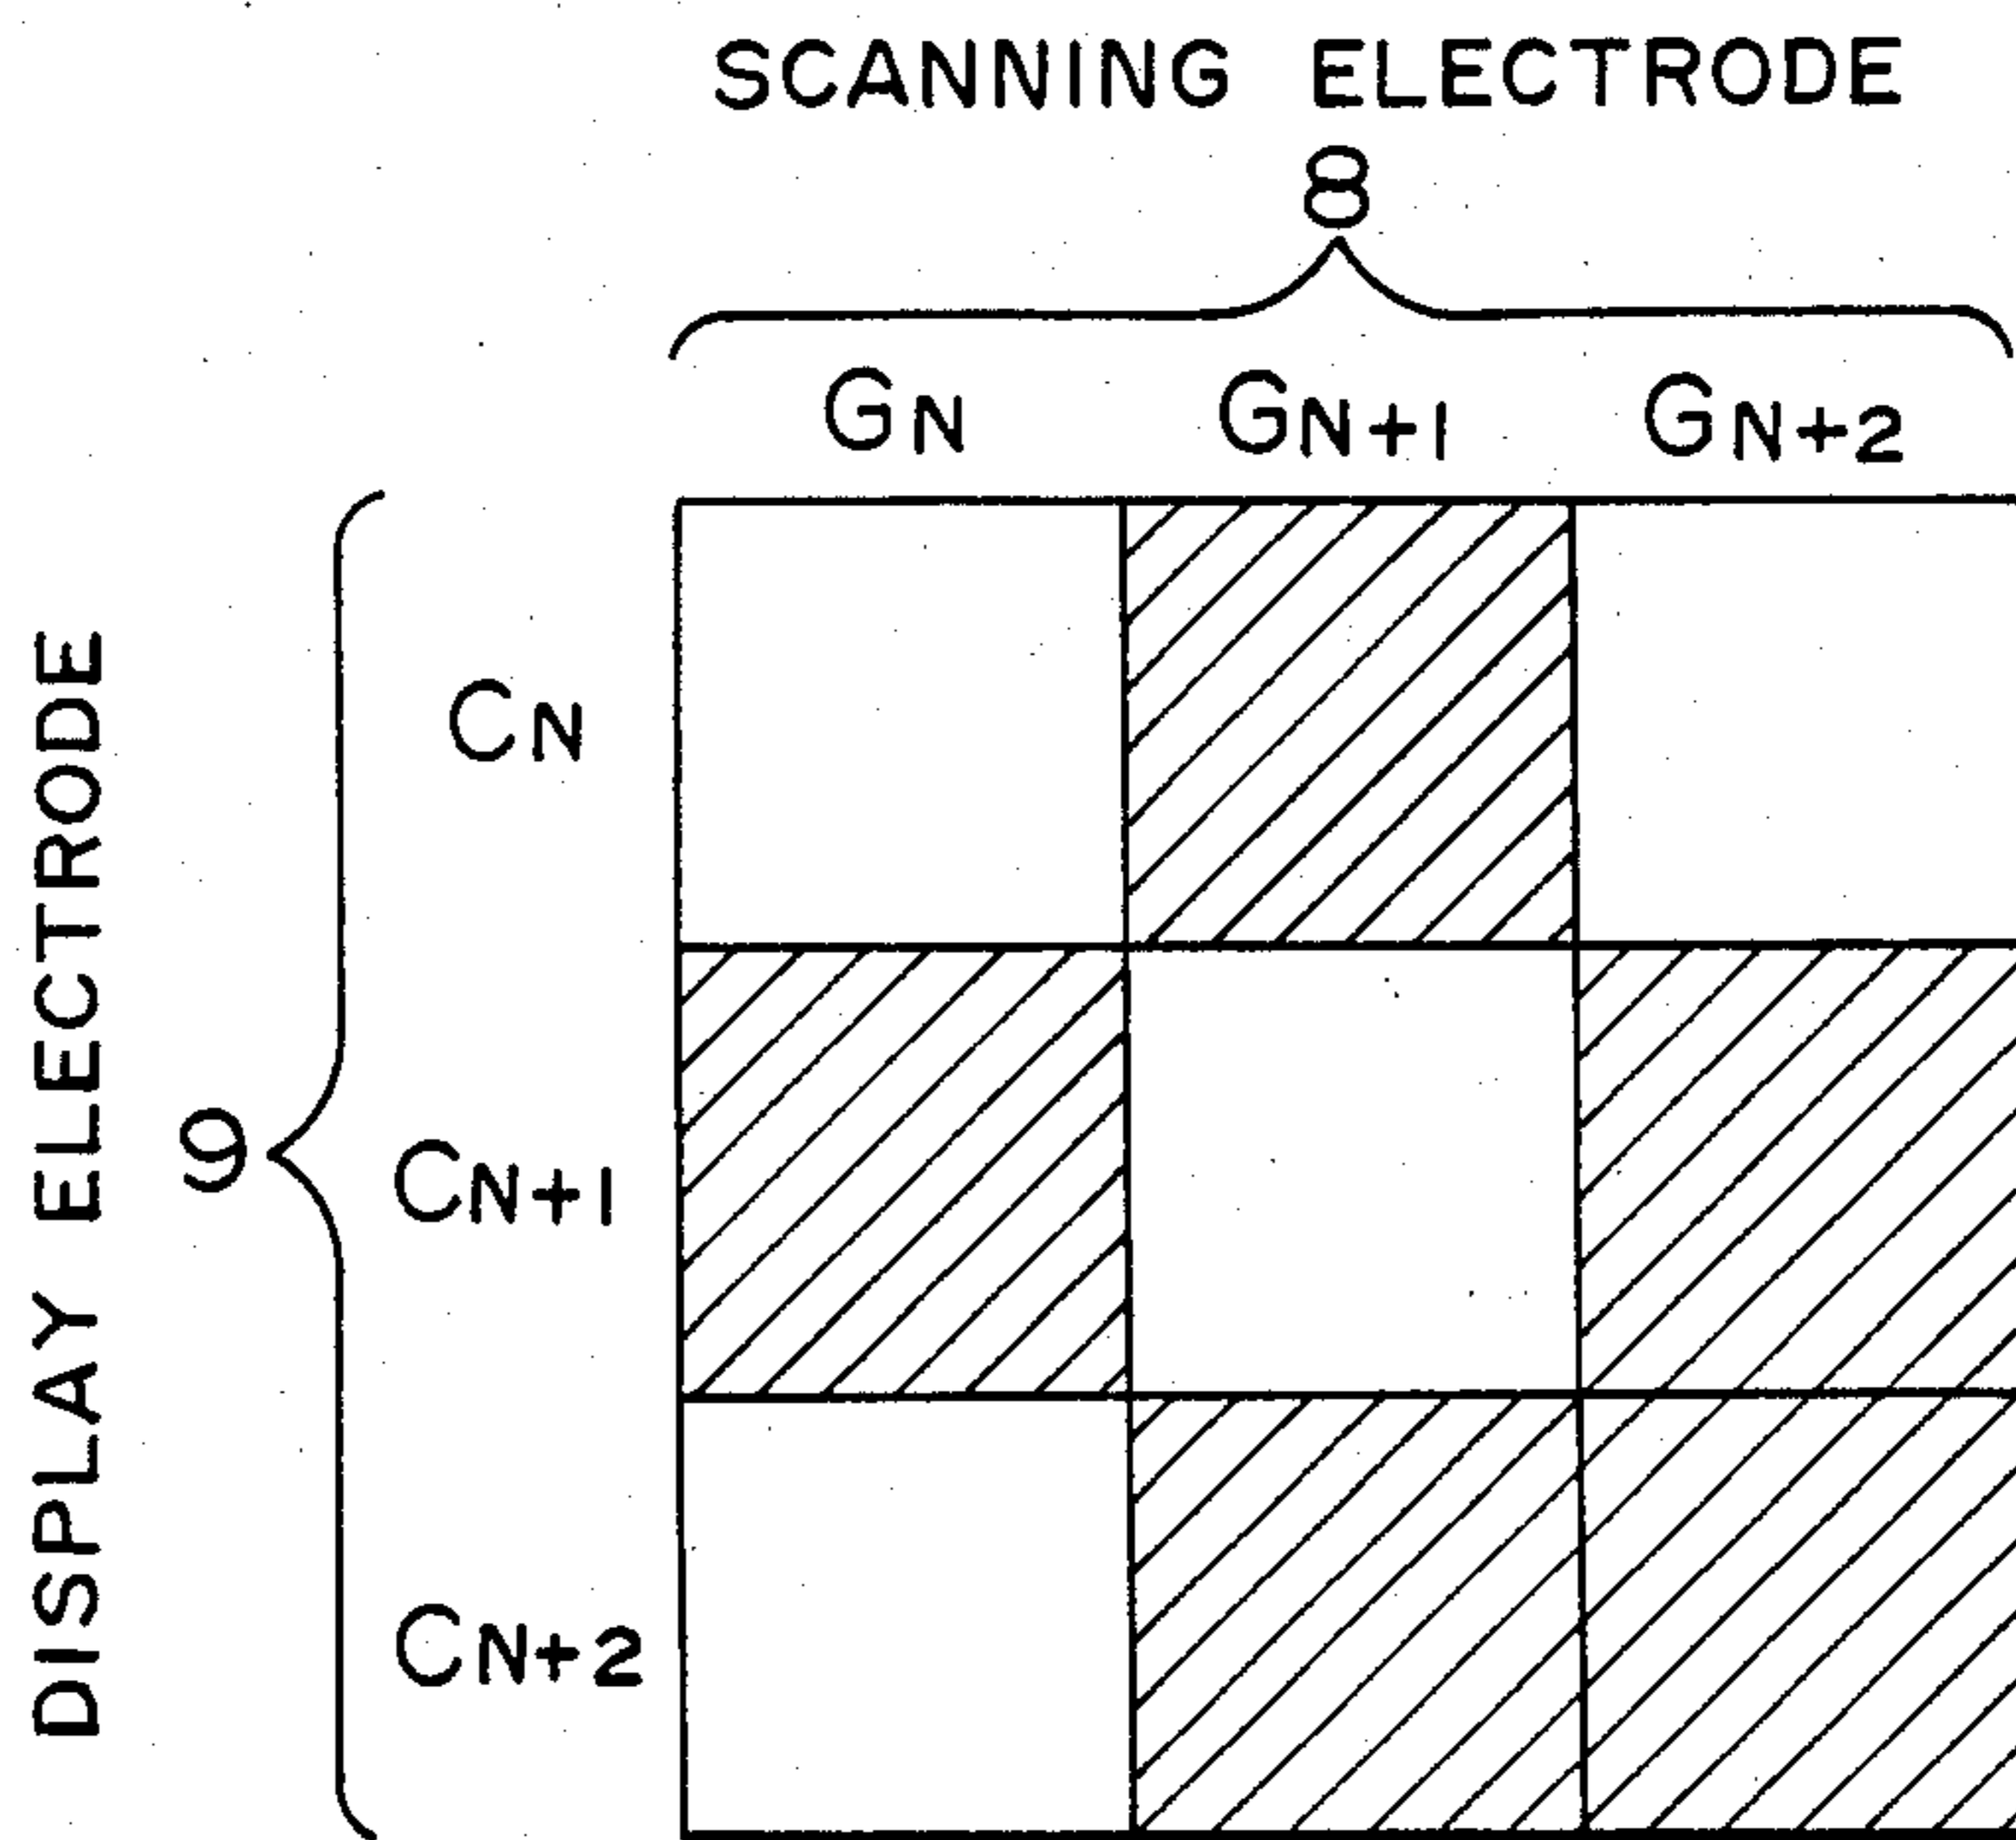 SCANNING ELECTRODE
8
GN GN+1 GN+2
DISPLAY ELECTRODE
9
CN
CN+1
CN+2